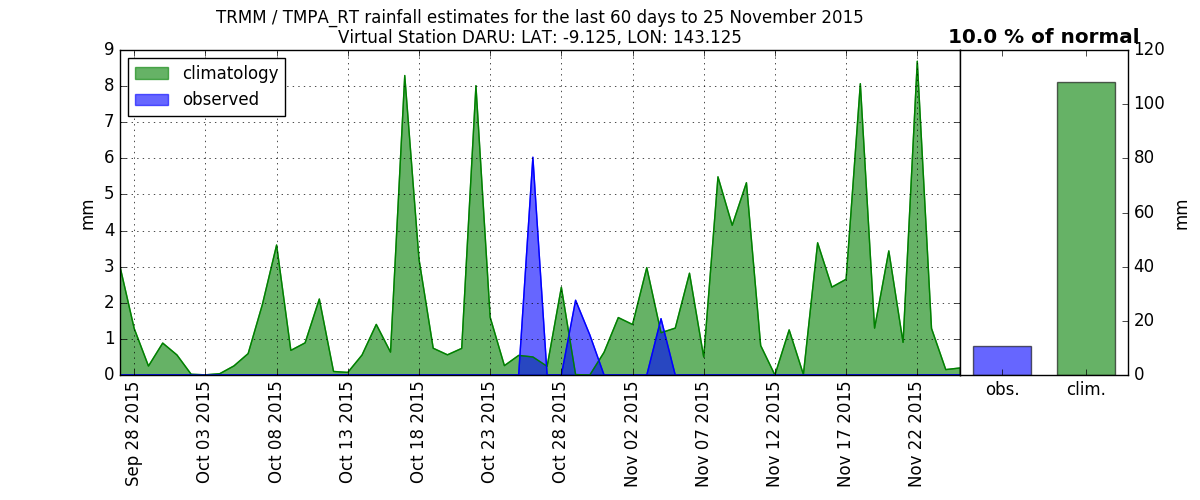 TRMM / TMPA_RT rainfall estimates for the last 60 days to 25 November 2015
Virtual Station DARU: LAT: -9.125, LON: 143.125
10.0 % of normal
climatology
observed
mm
9
8
7
6
5
4
3
2
1
0
Sep 28 2015
Oct 03 2015
Oct 08 2015
Oct 13 2015
Oct 18 2015
Oct 23 2015
Oct 28 2015
Nov 02 2015
Nov 07 2015
Nov 12 2015
Nov 17 2015
Nov 22 2015
120
100
80
60
40
20
0
mm
obs.
clim.